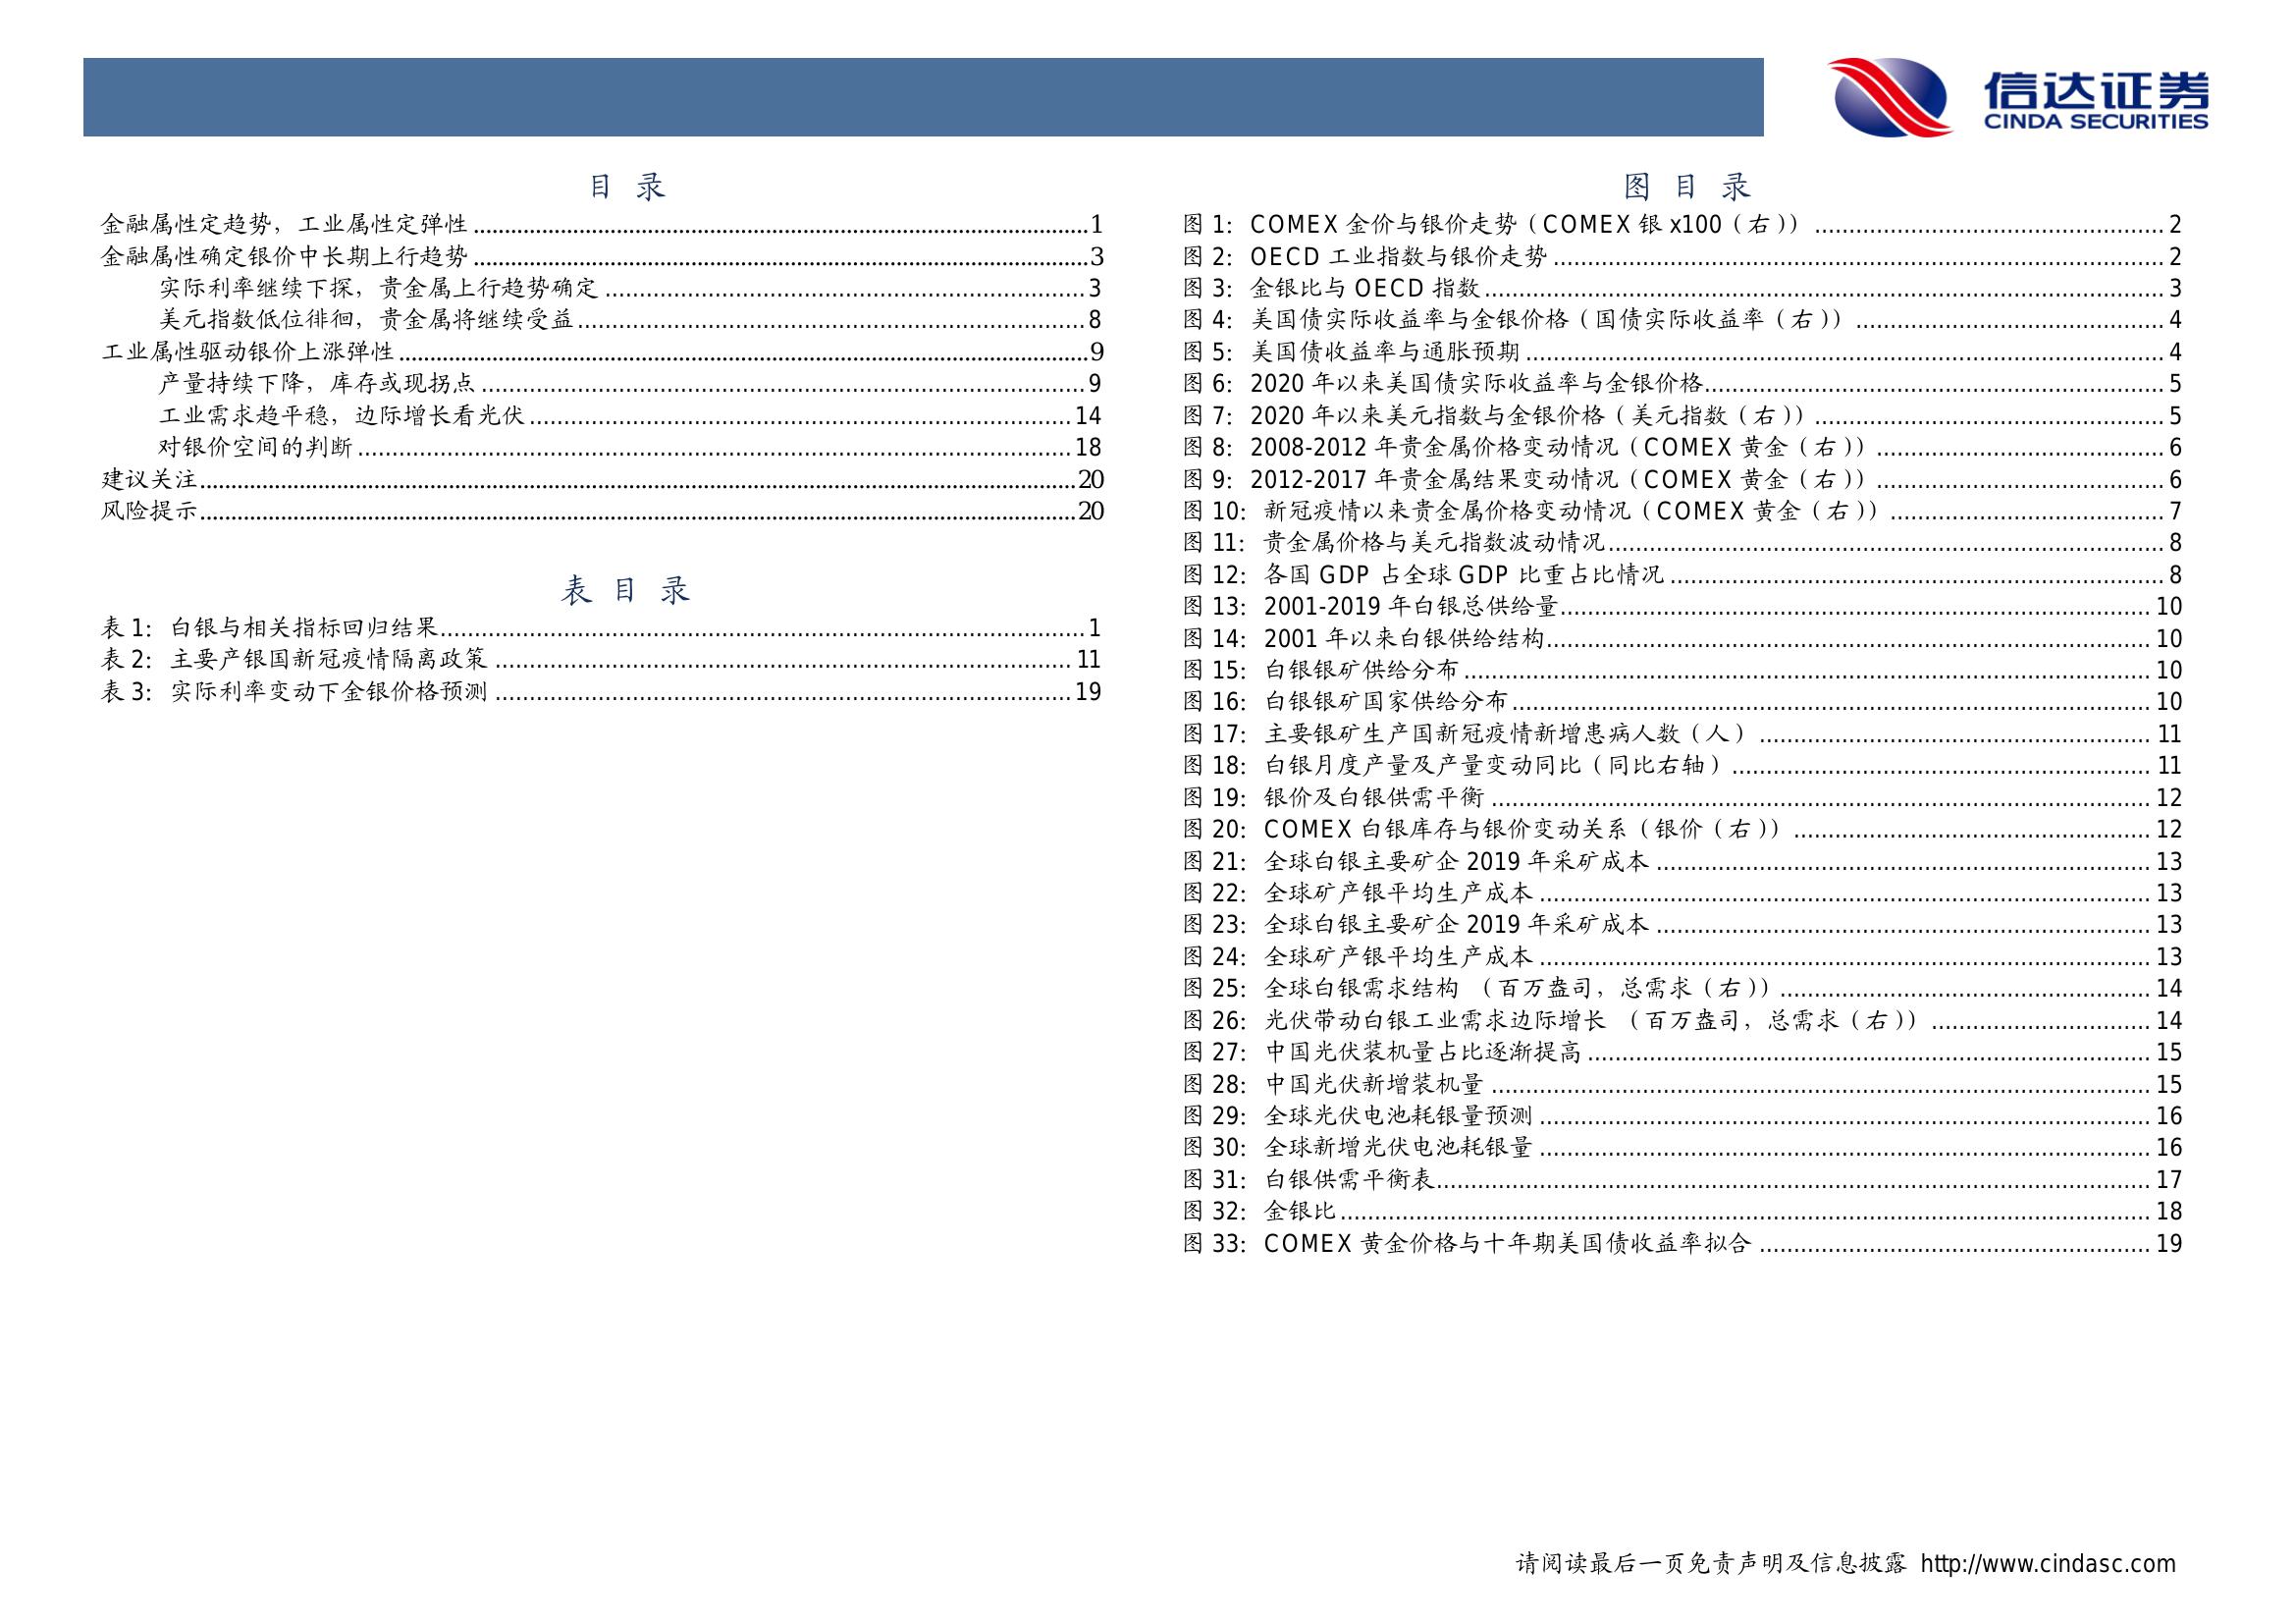 信达证券
CINDA SECURITIES
目 录
金融属性定趋势，工业属性定弹性 ........ 1
金融属性确定银价中长期上行趋势 ........ 3
实际利率继续下探，贵金属上行趋势确定 ........ 3
美元指数低位徘徊，贵金属将继续受益 ........ 8
工业属性驱动银价上涨弹性 ........ 9
产量持续下降，库存或现拐点 ........ 9
工业需求趋平稳，边际增长看光伏 ........ 14
对银价空间的判断 ........ 18
建议关注 ........ 20
风险提示 ........ 20
表 目 录
表 1：白银与相关指标回归结果 ........ 1
表 2：主要产银国新冠疫情隔离政策 ........ 11
表 3：实际利率变动下金银价格预测 ........ 19
图 目 录
图 1：COMEX 金价与银价走势（COMEX 银 x100（右）） ........ 2
图 2：OECD 工业指数与银价走势 ........ 2
图 3：金银比与 OECD 指数 ........ 3
图 4：美国债实际收益率与金银价格（国债实际收益率（右）） ........ 4
图 5：美国债收益率与通胀预期 ........ 4
图 6：2020 年以来美国债实际收益率与金银价格 ........ 5
图 7：2020 年以来美元指数与金银价格（美元指数（右）） ........ 5
图 8：2008-2012 年贵金属价格变动情况（COMEX 黄金（右）） ........ 6
图 9：2012-2017 年贵金属结果变动情况（COMEX 黄金（右）） ........ 6
图 10：新冠疫情以来贵金属价格变动情况（COMEX 黄金（右）） ........ 7
图 11：贵金属价格与美元指数波动情况 ........ 8
图 12：各国 GDP 占全球 GDP 比重占比情况 ........ 8
图 13：2001-2019 年白银总供给量 ........ 10
图 14：2001 年以来白银供给结构 ........ 10
图 15：白银银矿供给分布 ........ 10
图 16：白银银矿国家供给分布 ........ 10
图 17：主要银矿生产国新冠疫情新增患病人数（人） ........ 11
图 18：白银月度产量及产量变动同比（同比右轴） ........ 11
图 19：银价及白银供需平衡 ........ 12
图 20：COMEX 白银库存与银价变动关系（银价（右）） ........ 12
图 21：全球白银主要矿企 2019 年采矿成本 ........ 13
图 22：全球矿产银平均生产成本 ........ 13
图 23：全球白银主要矿企 2019 年采矿成本 ........ 13
图 24：全球矿产银平均生产成本 ........ 13
图 25：全球白银需求结构 （百万盎司，总需求（右）） ........ 14
图 26：光伏带动白银工业需求边际增长 （百万盎司，总需求（右）） ........ 14
图 27：中国光伏装机量占比逐渐提高 ........ 15
图 28：中国光伏新增装机量 ........ 15
图 29：全球光伏电池耗银量预测 ........ 16
图 30：全球新增光伏电池耗银量 ........ 16
图 31：白银供需平衡表 ........ 17
图 32：金银比 ........ 18
图 33：COMEX 黄金价格与十年期美国债收益率拟合 ........ 19
请阅读最后一页免责声明及信息披露 http://www.cindasc.com